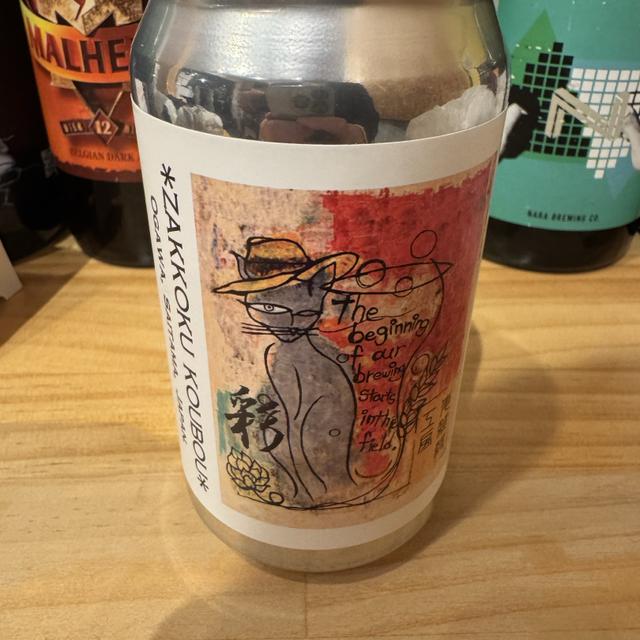 MALHE
12
BELGIAN DARK
NARA BREWING CO.
*ZAKKOKU KOUBOU*
OGAWA, SAITAMA, JAPAN
The
beginning
of our
brewing
starts
in the
field.
彩